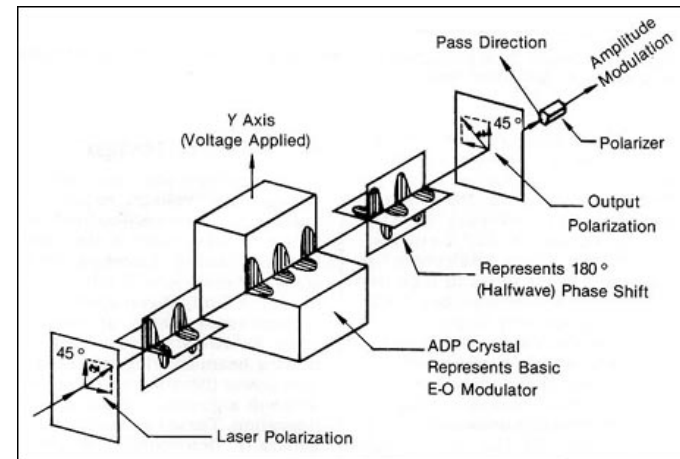 Pass Direction
Amplitude
Modulation
Y Axis
(Voltage Applied)
45°
Polarizer
Output
Polarization
Represents 180°
(Halfwave) Phase Shift
45°
ADP Crystal
Represents Basic
E-O Modulator
Laser Polarization